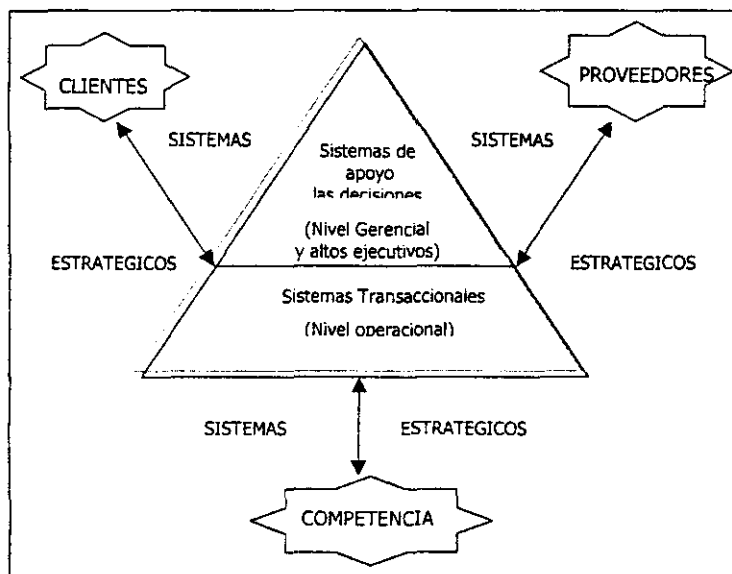 CLIENTES
PROVEEDORES
SISTEMAS
SISTEMAS
Sistemas de
apoyo
las decisiones
(Nivel Gerencial
y altos ejecutivos)
ESTRATEGICOS
ESTRATEGICOS
Sistemas Transaccionales
(Nivel operacional)
SISTEMAS
ESTRATEGICOS
COMPETENCIA